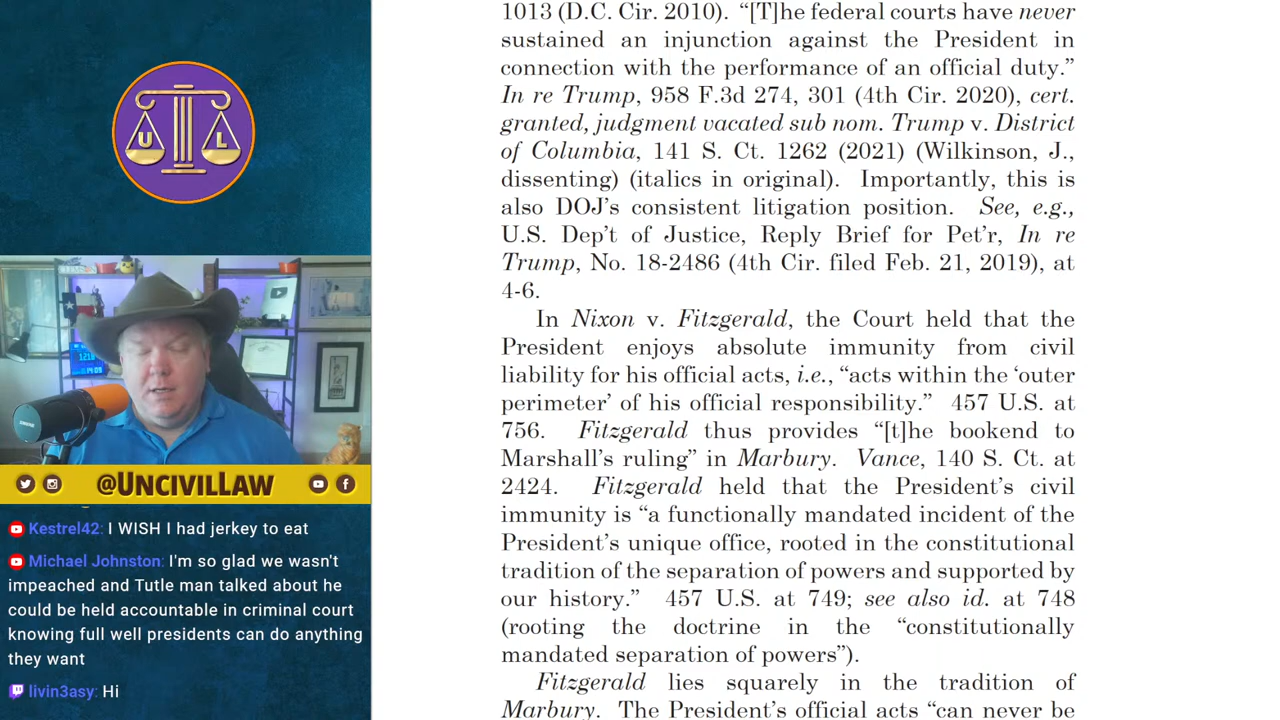 U L
1013 (D.C. Cir. 2010). “[T]he federal courts have never
sustained an injunction against the President in
connection with the performance of an official duty.”
In re Trump, 958 F.3d 274, 301 (4th Cir. 2020), cert.
granted, judgment vacated sub nom. Trump v. District
of Columbia, 141 S. Ct. 1262 (2021) (Wilkinson, J.,
dissenting) (italics in original). Importantly, this is
also DOJ’s consistent litigation position. See, e.g.,
U.S. Dep’t of Justice, Reply Brief for Pet’r, In re
Trump, No. 18-2486 (4th Cir. filed Feb. 21, 2019), at
4-6.
In Nixon v. Fitzgerald, the Court held that the
President enjoys absolute immunity from civil
liability for his official acts, i.e., “acts within the ‘outer
perimeter’ of his official responsibility.” 457 U.S. at
756. Fitzgerald thus provides “[t]he bookend to
Marshall’s ruling” in Marbury. Vance, 140 S. Ct. at
2424. Fitzgerald held that the President’s civil
immunity is “a functionally mandated incident of the
President’s unique office, rooted in the constitutional
tradition of the separation of powers and supported by
our history.” 457 U.S. at 749; see also id. at 748
(rooting the doctrine in the “constitutionally
mandated separation of powers”).
Fitzgerald lies squarely in the tradition of
Marbury. The President’s official acts “can never be
@UNCIVILLAW
Kestrel42: I WISH I had jerkey to eat
Michael Johnston: I'm so glad we wasn't
impeached and Tutle man talked about he
could be held accountable in criminal court
knowing full well presidents can do anything
they want
livin3asy: Hi